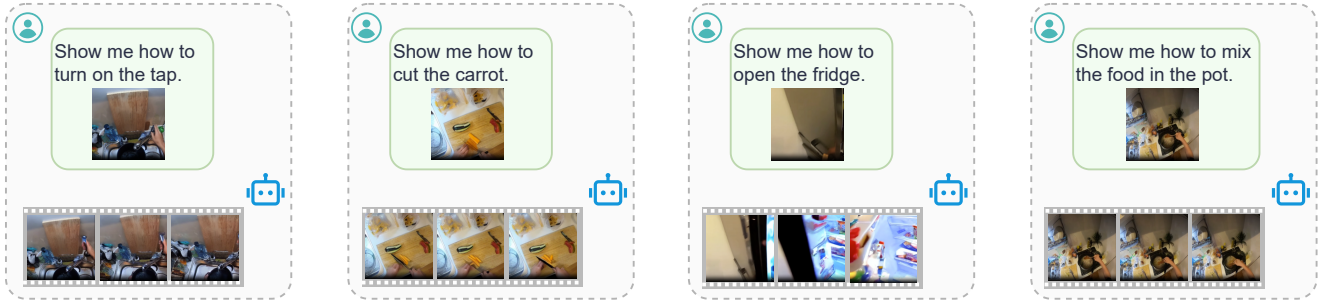 Show me how to
turn on the tap.
Show me how to
cut the carrot.
Show me how to
open the fridge.
Show me how to mix
the food in the pot.